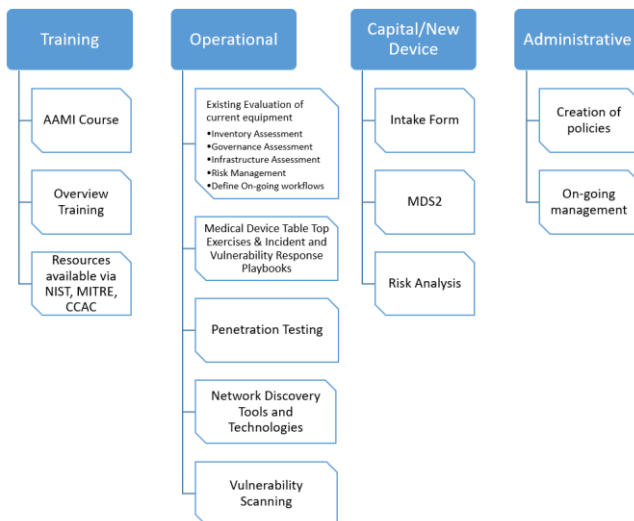 Training
AAMI Course
Overview
Training
Resources
available via
NIST, MITRE,
CCAC
Operational
Existing Evaluation of
current equipment
•Inventory Assessment
•Governance Assessment
•Infrastructure Assessment
•Risk Management
•Define On-going workflows
Medical Device Table Top
Exercises & Incident and
Vulnerability Response
Playbooks
Penetration Testing
Network Discovery
Tools and
Technologies
Vulnerability
Scanning
Capital/New
Device
Intake Form
MDS2
Risk Analysis
Administrative
Creation of
policies
On-going
management